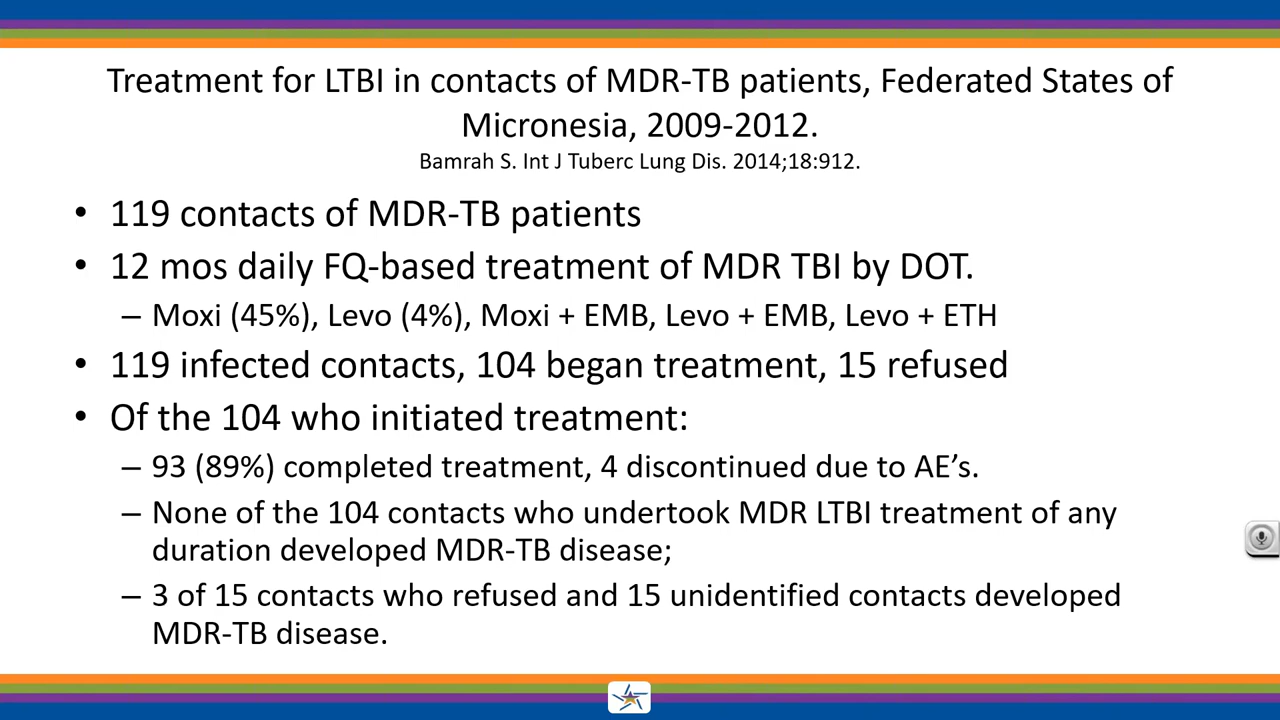 Treatment for LTBI in contacts of MDR-TB patients, Federated States of
Micronesia, 2009-2012.
Bamrah S. Int J Tuberc Lung Dis. 2014;18:912.
• 119 contacts of MDR-TB patients
• 12 mos daily FQ-based treatment of MDR TBI by DOT.
– Moxi (45%), Levo (4%), Moxi + EMB, Levo + EMB, Levo + ETH
• 119 infected contacts, 104 began treatment, 15 refused
• Of the 104 who initiated treatment:
– 93 (89%) completed treatment, 4 discontinued due to AE’s.
– None of the 104 contacts who undertook MDR LTBI treatment of any
duration developed MDR-TB disease;
– 3 of 15 contacts who refused and 15 unidentified contacts developed
MDR-TB disease.